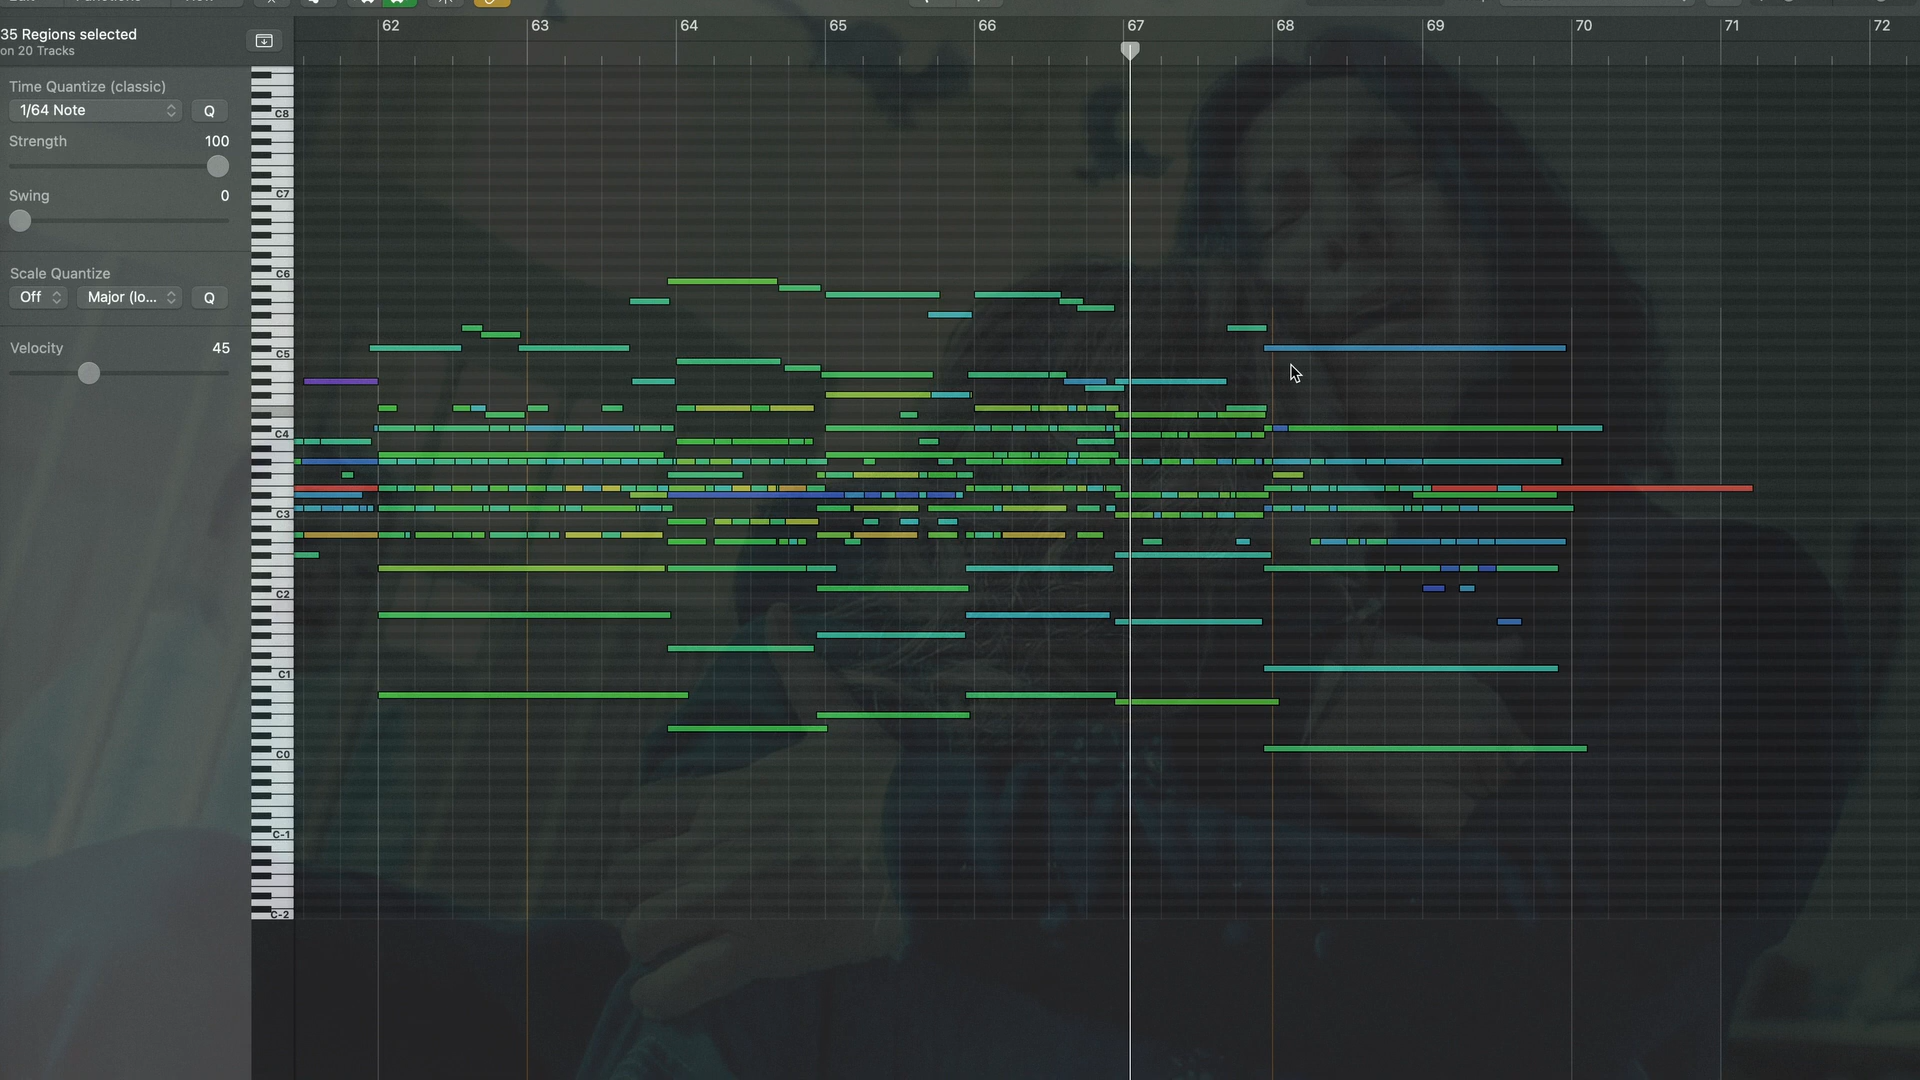 62 63 64 65 66 67 68 69 70 71 72
35 Regions selected
on 20 Tracks
Time Quantize (classic)
1/64 Note Q
Strength 100
Swing 0
Scale Quantize
Off Major (lo... Q
Velocity 45
C8
C7
C6
C5
C4
C3
C2
C1
C0
C-1
C-2